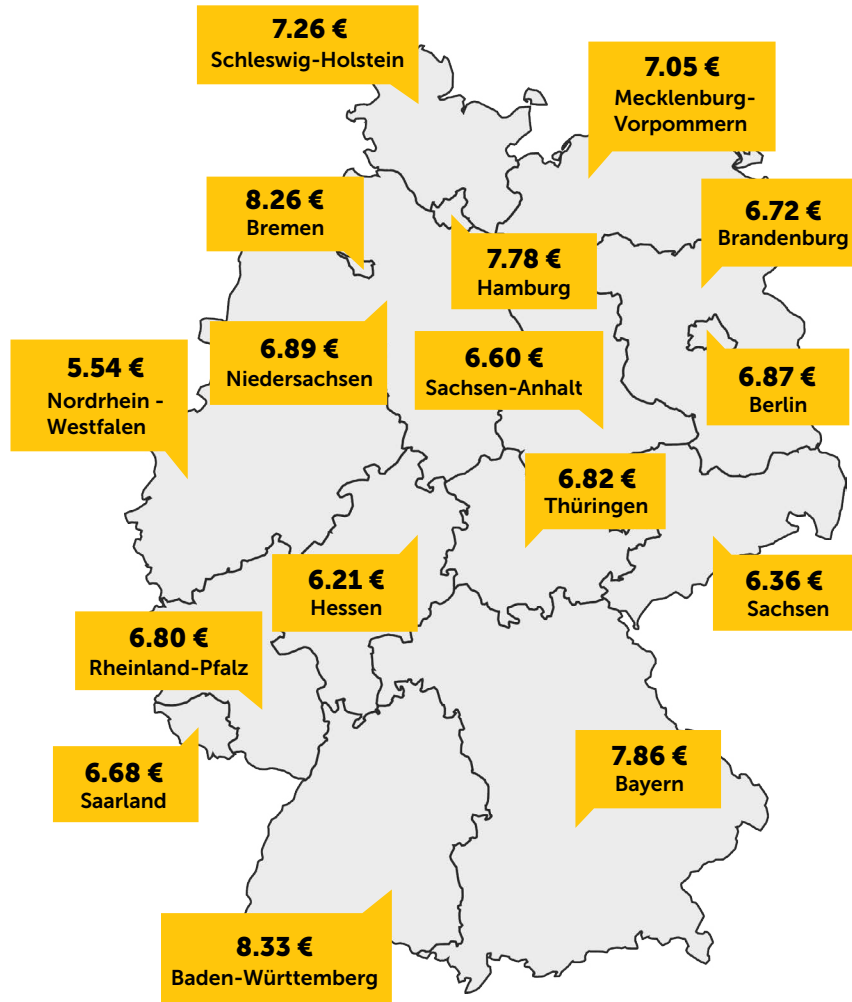 7.26 €
Schleswig-Holstein
7.05 €
Mecklenburg-
Vorpommern
8.26 €
Bremen
6.72 €
Brandenburg
7.78 €
Hamburg
5.54 €
Nordrhein -
Westfalen
6.89 €
Niedersachsen
6.60 €
Sachsen-Anhalt
6.87 €
Berlin
6.82 €
Thüringen
6.21 €
Hessen
6.36 €
Sachsen
6.80 €
Rheinland-Pfalz
6.68 €
Saarland
7.86 €
Bayern
8.33 €
Baden-Württemberg